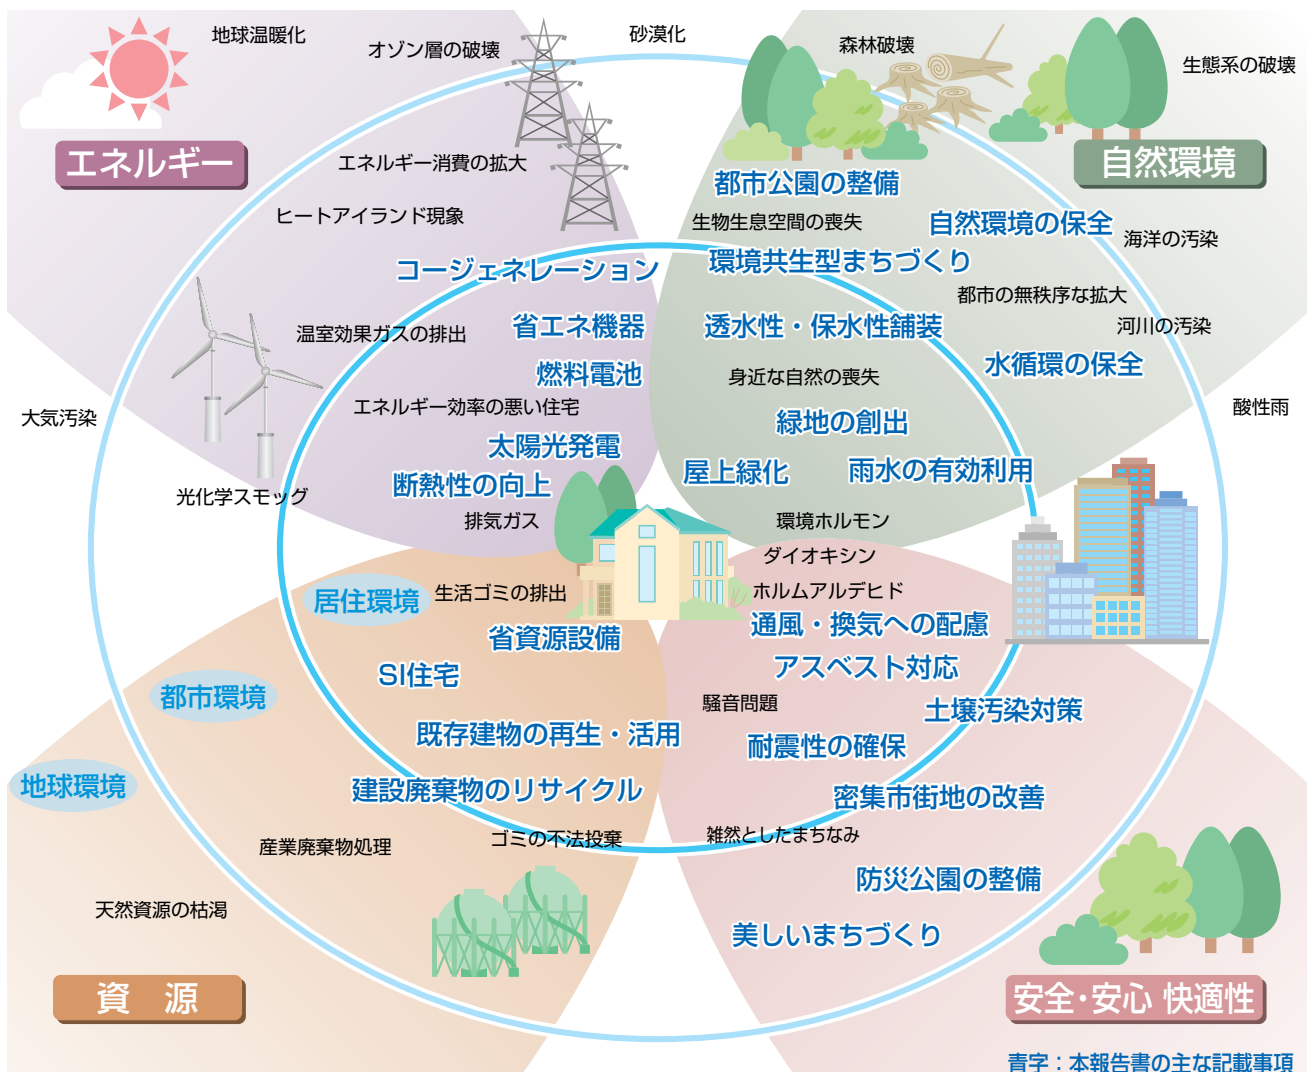 地球温暖化
オゾン層の破壊
砂漠化
森林破壊
生態系の破壊
エネルギー
自然環境
エネルギー消費の拡大
都市公園の整備
ヒートアイランド現象
生物生息空間の喪失
自然環境の保全
海洋の汚染
コージェネレーション
環境共生型まちづくり
都市の無秩序な拡大
温室効果ガスの排出
省エネ機器
透水性・保水性舗装
河川の汚染
燃料電池
身近な自然の喪失
水循環の保全
大気汚染
エネルギー効率の悪い住宅
緑地の創出
酸性雨
太陽光発電
断熱性の向上
屋上緑化
雨水の有効利用
光化学スモッグ
排気ガス
環境ホルモン
ダイオキシン
居住環境
生活ゴミの排出
ホルムアルデヒド
省資源設備
通風・換気への配慮
SI住宅
アスベスト対応
都市環境
騒音問題
土壌汚染対策
既存建物の再生・活用
耐震性の確保
地球環境
建設廃棄物のリサイクル
密集市街地の改善
産業廃棄物処理
ゴミの不法投棄
雑然としたまちなみ
防災公園の整備
天然資源の枯渇
美しいまちづくり
資 源
安全・安心 快適性
青字：本報告書の主な記載事項